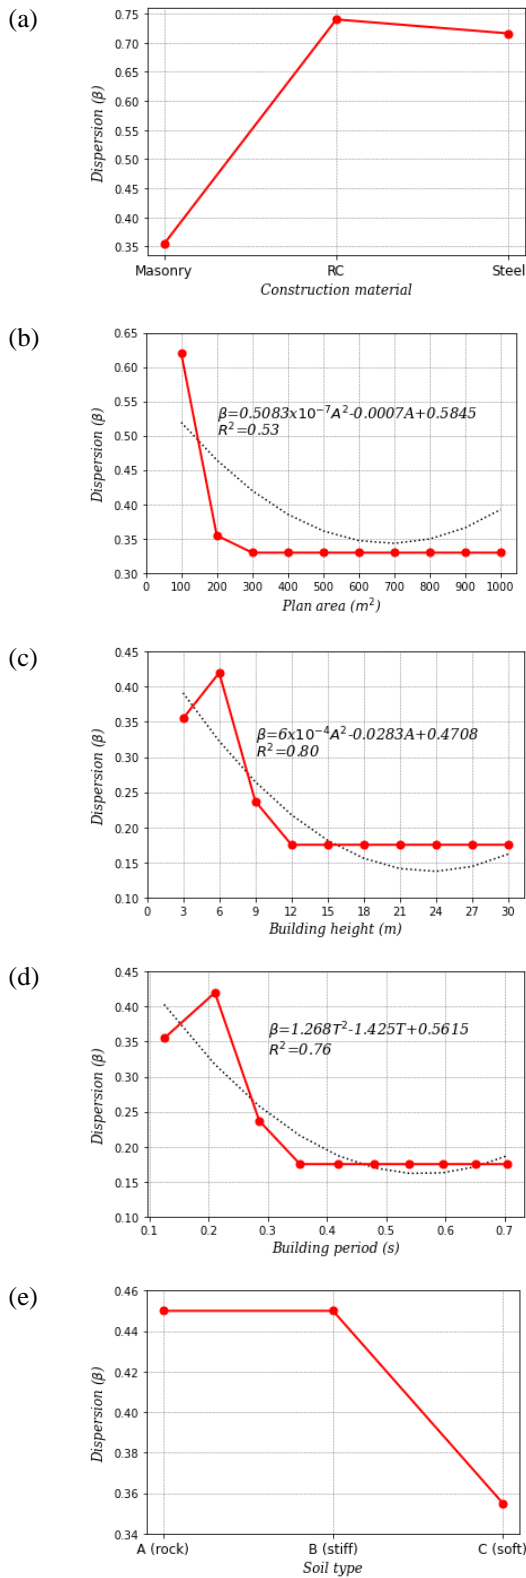 (a)
0.75
0.70
0.65
0.60
0.55
0.50
0.45
0.40
0.35
Dispersion (β)
Masonry RC Steel
Construction material
(b)
0.65
0.60
0.55
0.50
0.45
0.40
0.35
0.30
Dispersion (β)
β=0.5083x10⁻⁷A²-0.0007A+0.5845
R²=0.53
0 100 200 300 400 500 600 700 800 900 1000
Plan area (m²)
(c)
0.45
0.40
0.35
0.30
0.25
0.20
0.15
0.10
Dispersion (β)
β=6x10⁻⁴A²-0.0283A+0.4708
R²=0.80
0 3 6 9 12 15 18 21 24 27 30
Building height (m)
(d)
0.45
0.40
0.35
0.30
0.25
0.20
0.15
0.10
Dispersion (β)
β=1.268T²-1.425T+0.5615
R²=0.76
0.1 0.2 0.3 0.4 0.5 0.6 0.7
Building period (s)
(e)
0.46
0.44
0.42
0.40
0.38
0.36
0.34
Dispersion (β)
A (rock) B (stiff) C (soft)
Soil type